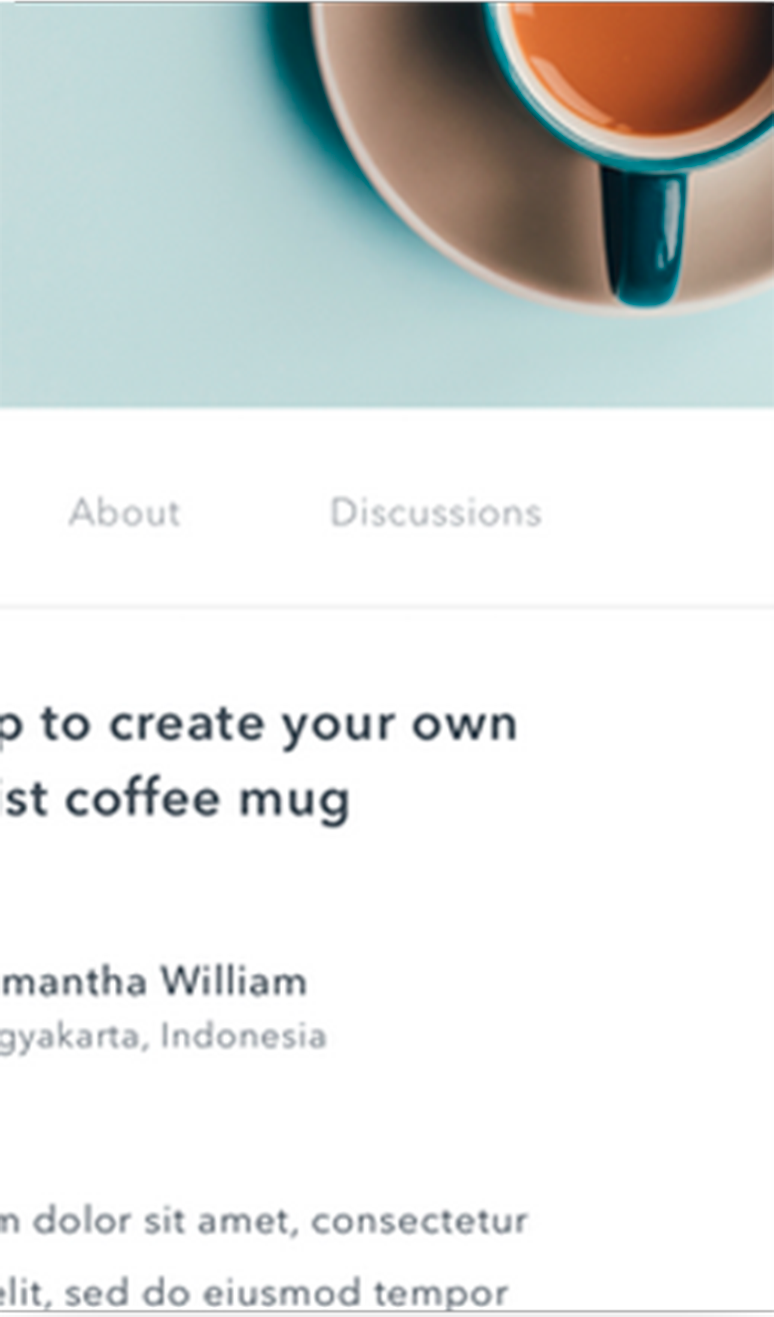 About Discussions
p to create your own
ist coffee mug
mantha William
gyakarta, Indonesia
m dolor sit amet, consectetur
elit, sed do eiusmod tempor